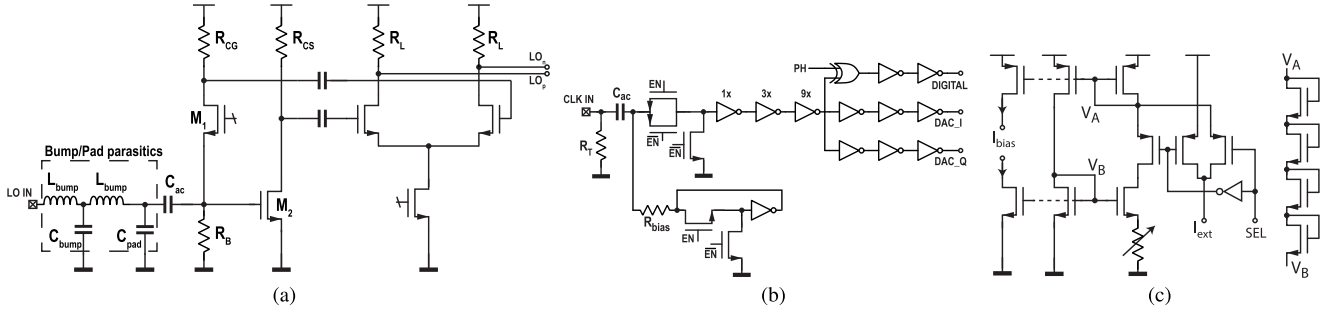 R_CG
R_CS
R_L
R_L
LO_n
LO_p
M_1
Bump/Pad parasitics
L_bump
L_bump
C_ac
LO IN
M_2
C_bump
C_pad
R_B
(a)
PH
DIGITAL
EN
CLK IN
C_ac
1x
3x
9x
DAC_I
R_T
EN
EN
DAC_Q
R_bias
EN
EN
(b)
V_A
V_A
I_bias
V_B
I_ext
SEL
V_B
(c)